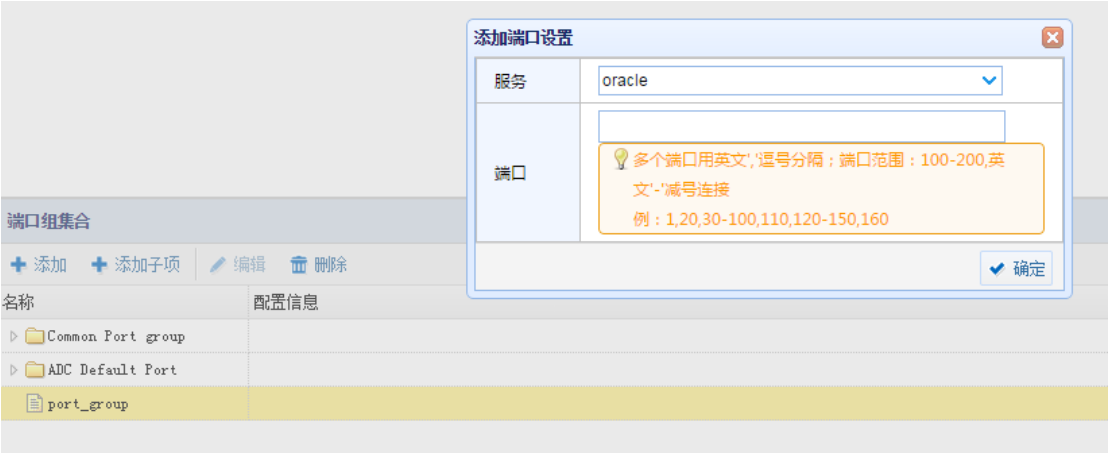 添加端口设置
服务
oracle
端口
多个端口用英文','逗号分隔；端口范围：100-200,英
文'-'减号连接
例：1,20,30-100,110,120-150,160
确定
端口组集合
添加 添加子项 编辑 删除
名称 配置信息
Common Port group
ADC Default Port
port_group